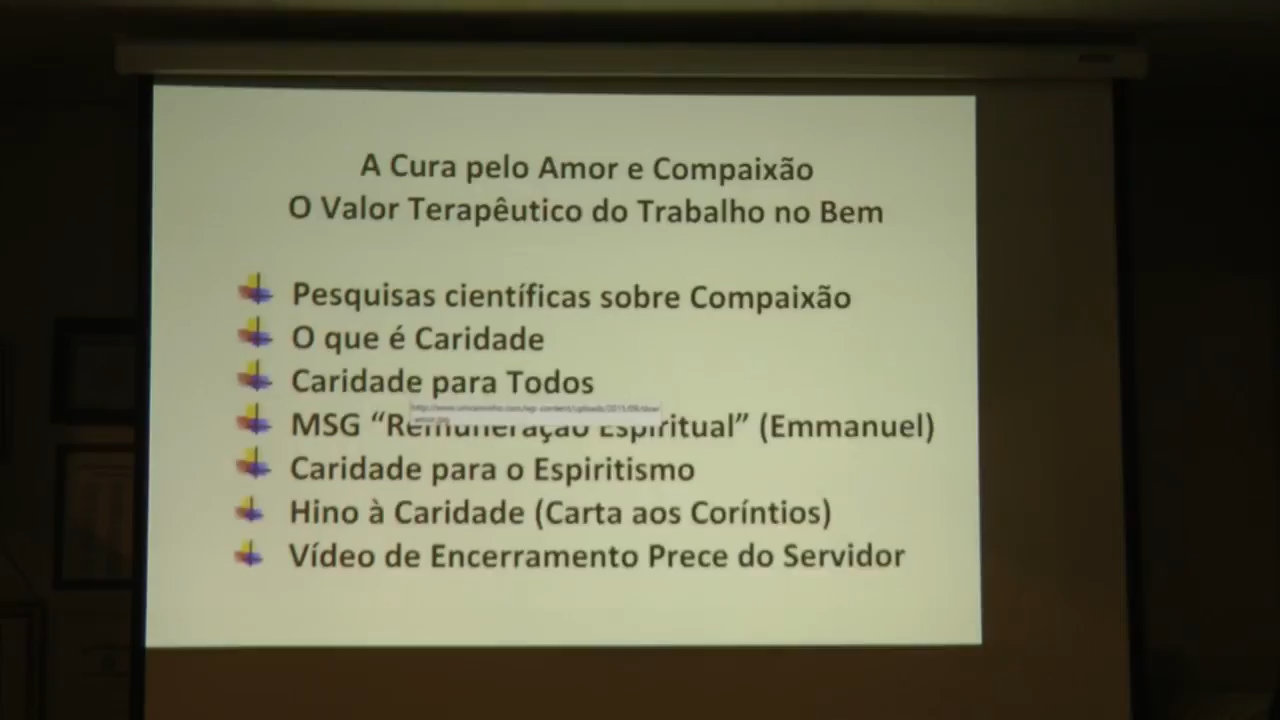 A Cura pelo Amor e Compaixão
O Valor Terapêutico do Trabalho no Bem
Pesquisas científicas sobre Compaixão
O que é Caridade
Caridade para Todos
MSG “Remuneração Espiritual” (Emmanuel)
Caridade para o Espiritismo
Hino à Caridade (Carta aos Coríntios)
Vídeo de Encerramento Prece do Servidor